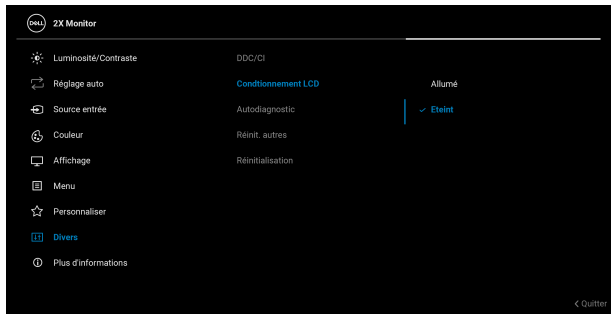 DELL 2X Monitor
Luminosité/Contraste DDC/CI
Réglage auto Condtionnement LCD Allumé
Source entrée Autodiagnostic Eteint
Couleur Réinit. autres
Affichage Réinitialisation
Menu
Personnaliser
Divers
Plus d'informations
Quitter